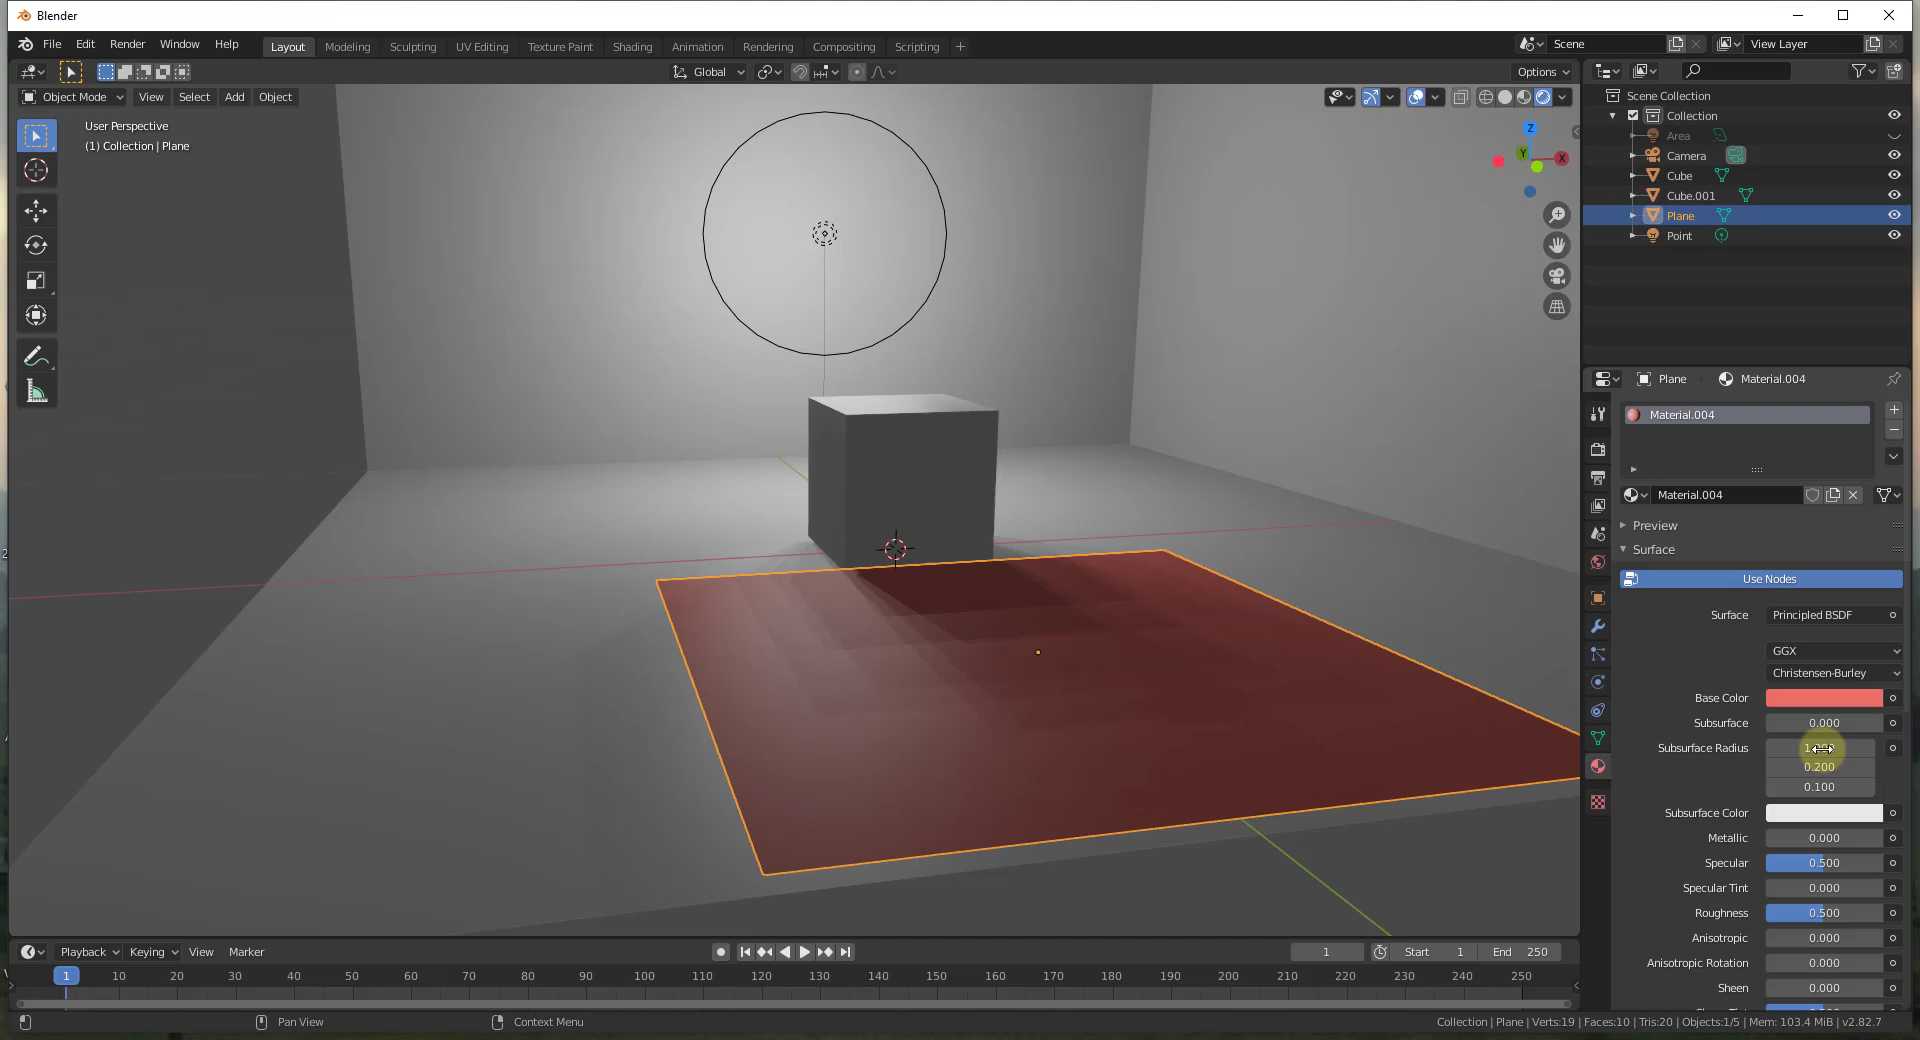 Blender
File Edit Render Window Help Layout Modeling Sculpting UV Editing Texture Paint Shading Animation Rendering Compositing Scripting + Scene View Layer
Global Options
Object Mode View Select Add Object
User Perspective
(1) Collection | Plane
Z
Y X
Scene Collection
Collection
Area
Camera
Cube
Cube.001
Plane
Point
Plane Material.004
Material.004
Material.004
Preview
Surface
Use Nodes
Surface Principled BSDF
GGX
Christensen-Burley
Base Color
Subsurface 0.000
Subsurface Radius
0.200
0.100
Subsurface Color
Metallic 0.000
Specular 0.500
Specular Tint 0.000
Roughness 0.500
Anisotropic 0.000
Anisotropic Rotation 0.000
Sheen 0.000
Playback Keying View Marker 1 Start 1 End 250
1 10 20 30 40 50 60 70 80 90 100 110 120 130 140 150 160 170 180 190 200 210 220 230 240 250
Pan View Context Menu Collection | Plane | Verts:19 | Faces:10 | Tris:20 | Objects:1/5 | Mem: 103.4 MiB | v2.82.7